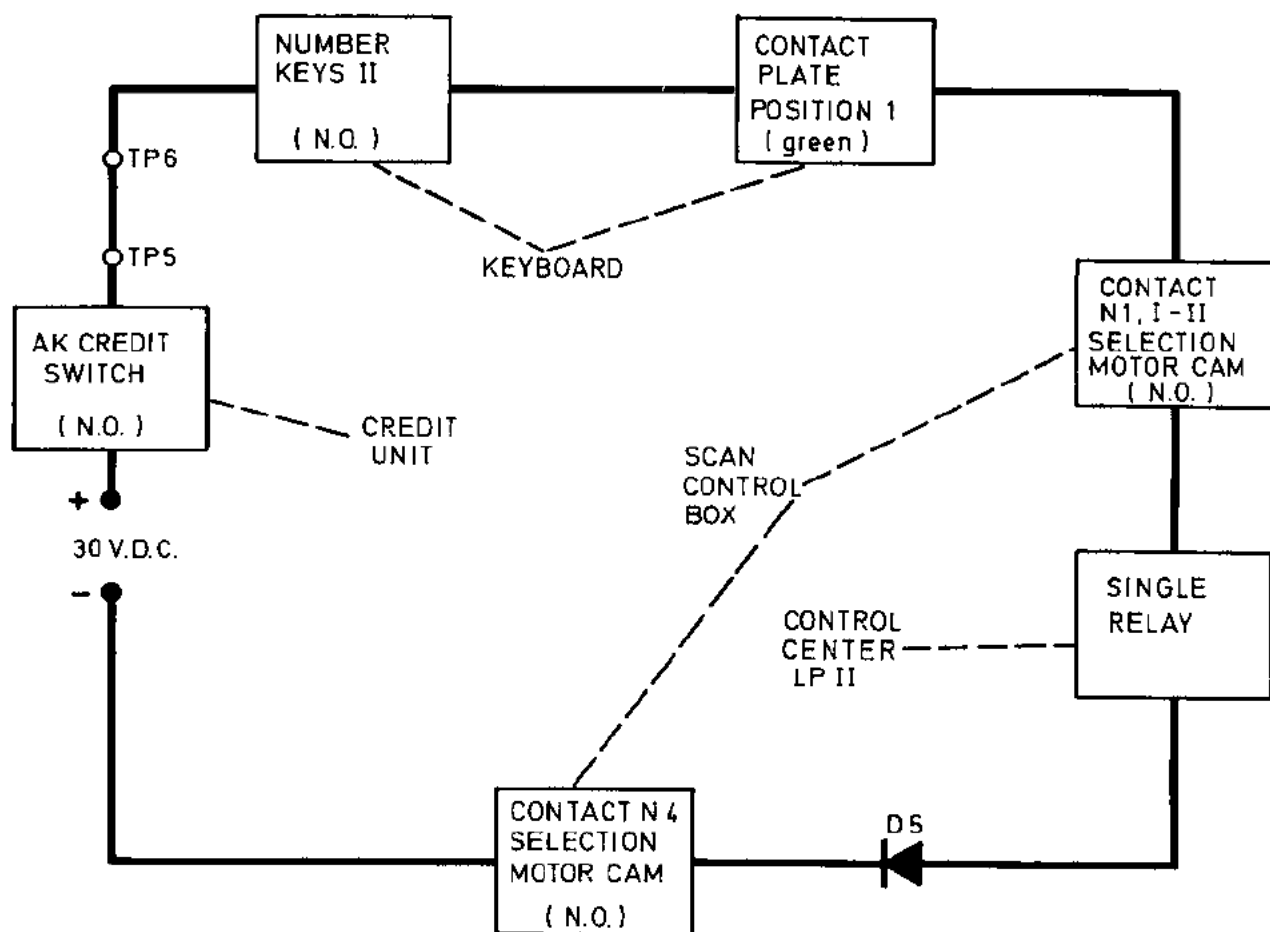 NUMBER
KEYS II
( N.O. )
CONTACT
PLATE
POSITION 1
( green )
TP6
TP5
KEYBOARD
CONTACT
N1, I - II
SELECTION
MOTOR CAM
( N.O. )
AK CREDIT
SWITCH
( N.O. )
CREDIT
UNIT
SCAN
CONTROL
BOX
+
30 V.D.C.
-
SINGLE
RELAY
CONTROL
CENTER
LP II
CONTACT N 4
SELECTION
MOTOR CAM
( N.O. )
D5